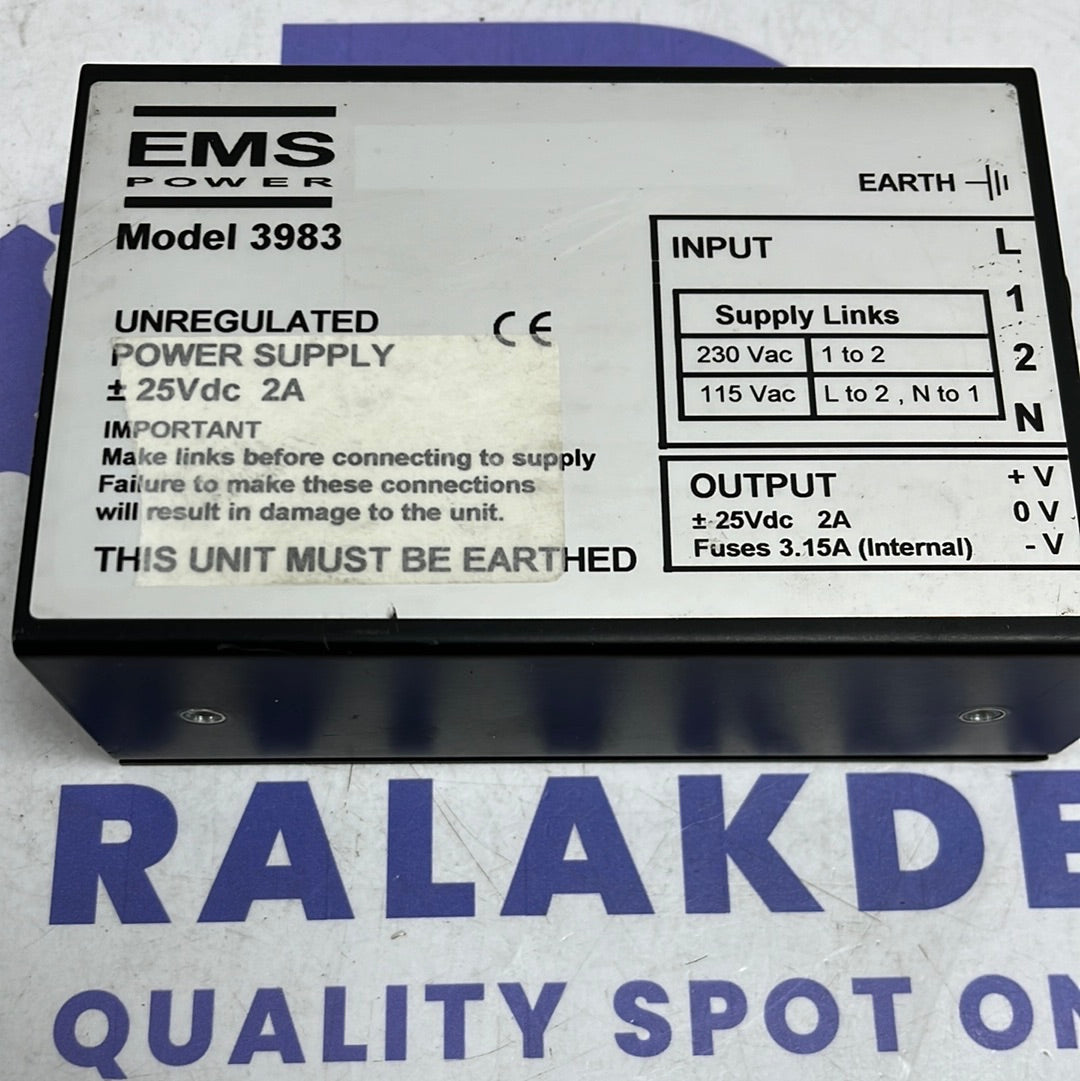 EMS
POWER
Model 3983
UNREGULATED
POWER SUPPLY
± 25Vdc 2A
CE
IMPORTANT
Make links before connecting to supply
Failure to make these connections
will result in damage to the unit.
THIS UNIT MUST BE EARTHED
EARTH
INPUT
L
1
2
N
Supply Links
230 Vac 1 to 2
115 Vac L to 2 , N to 1
OUTPUT
± 25Vdc 2A
Fuses 3.15A (Internal)
+ V
0 V
- V
RALAKDE
QUALITY SPOT ON